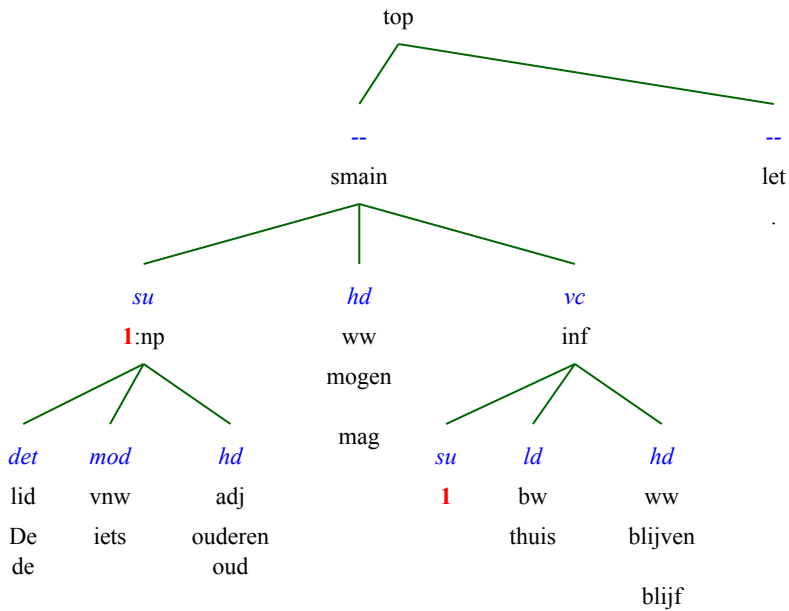 top
-- --
smain let
.
su hd vc
1:np ww inf
mogen
mag
det mod hd su ld hd
lid vnw adj 1 bw ww
De iets ouderen thuis blijven
de oud
blijf